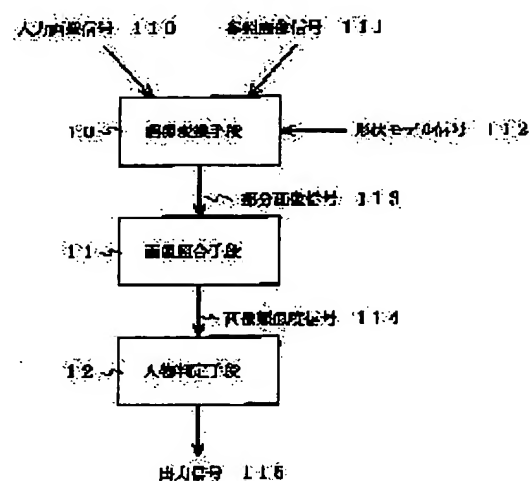 入力画像信号 110
参照画像信号 111
10
画像変換手段
形状モデル信号 112
部分画像信号 113
11
画像照合手段
画像類似度信号 114
12
人物判定手段
出力信号 115